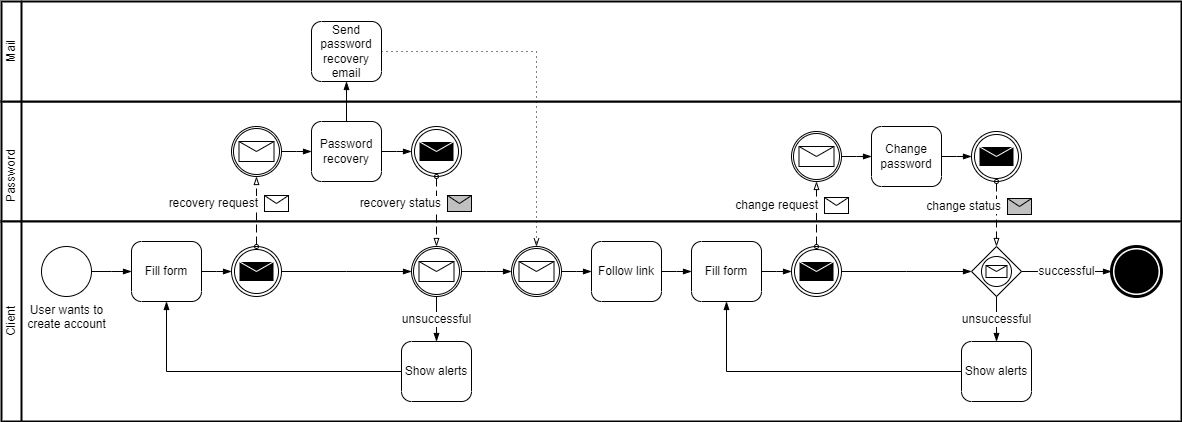 Mail
Send
password
recovery
email
Password
Password
recovery
Change
password
recovery request
recovery status
change request
change status
Client
User wants to
create account
Fill form
Follow link
Fill form
successful
unsuccessful
unsuccessful
Show alerts
Show alerts